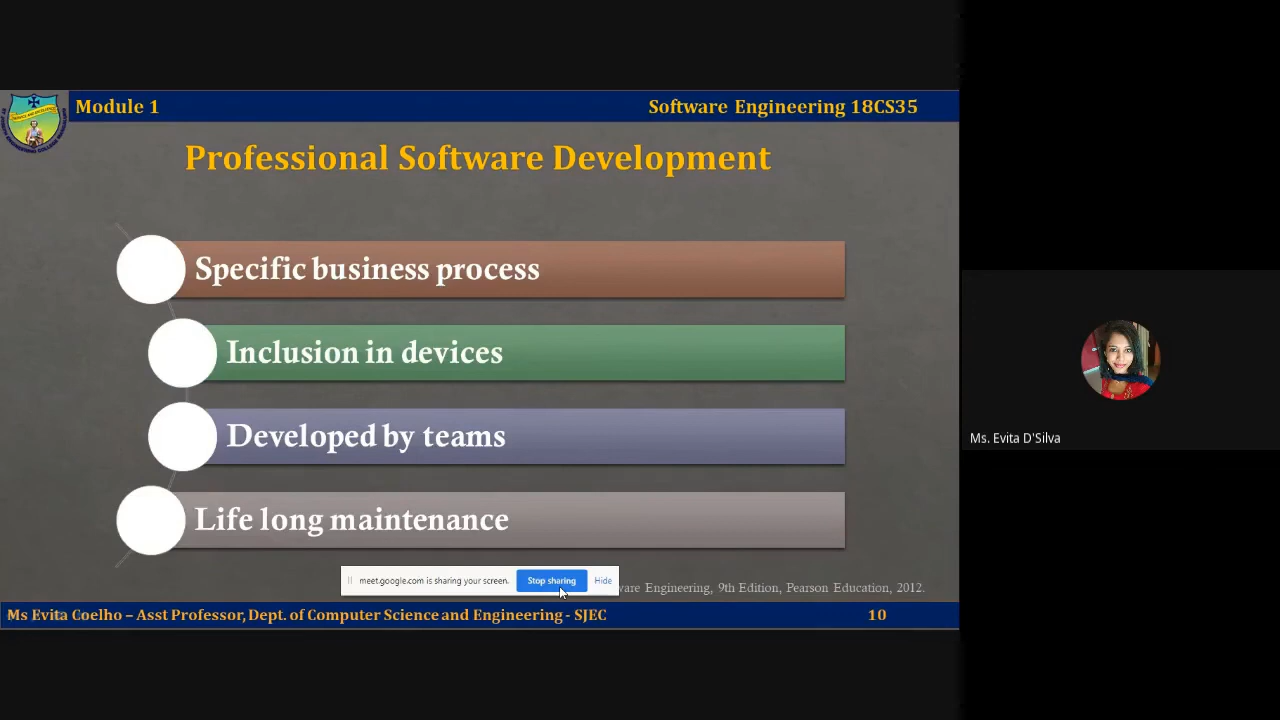 Module 1
Software Engineering 18CS35
Professional Software Development
Specific business process
Inclusion in devices
Developed by teams
Life long maintenance
meet.google.com is sharing your screen.
Stop sharing
Hide
Engineering, 9th Edition, Pearson Education, 2012.
Ms Evita Coelho – Asst Professor, Dept. of Computer Science and Engineering - SJEC
10
Ms. Evita D'Silva